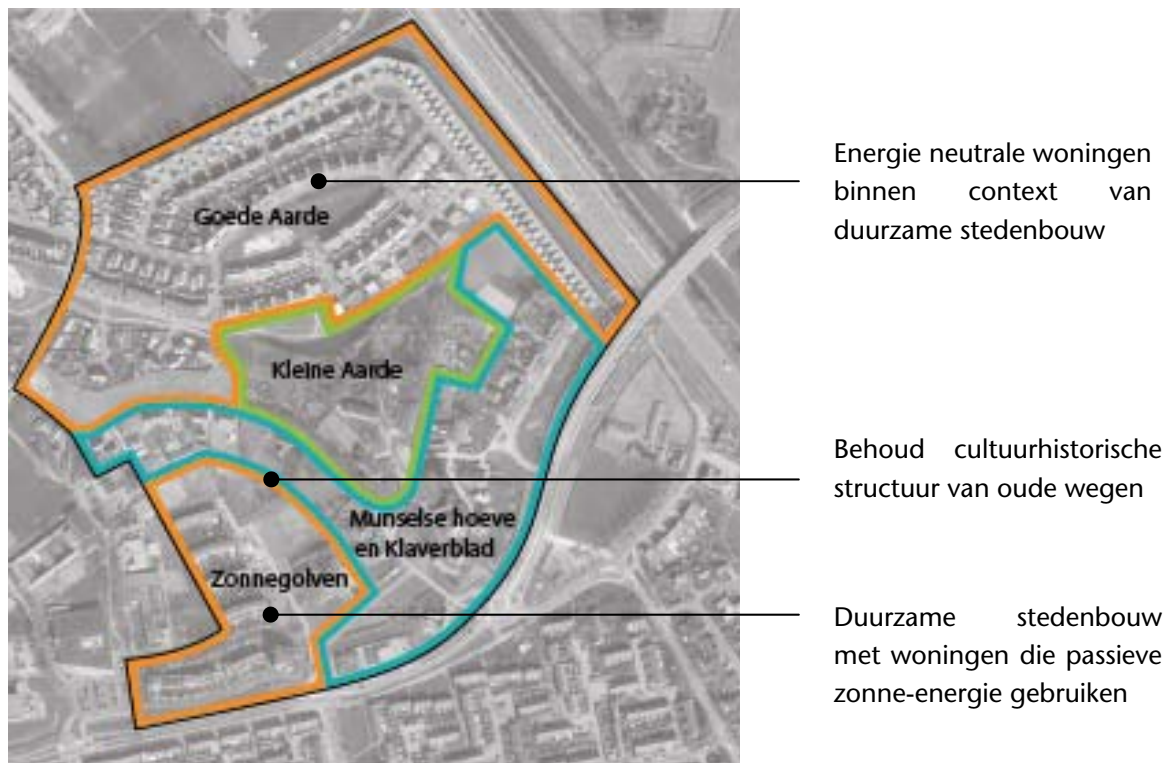 Goede Aarde
Kleine Aarde
Munselse hoeve
en Klaverblad
Zonnegolven
Energie neutrale woningen
binnen context van
duurzame stedenbouw
Behoud cultuurhistorische
structuur van oude wegen
Duurzame stedenbouw
met woningen die passieve
zonne-energie gebruiken